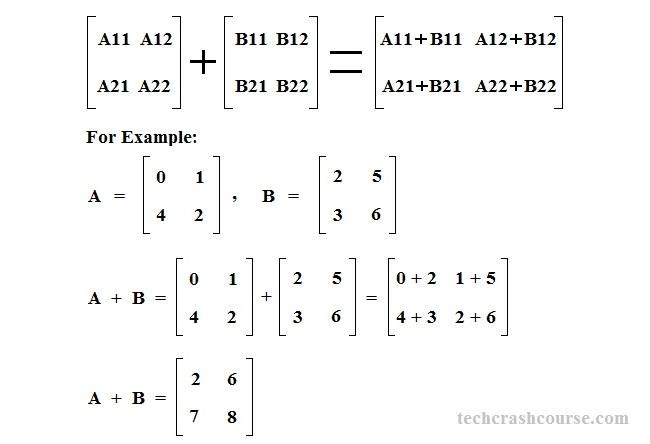 A11 A12 + B11 B12 = A11+B11 A12+B12
A21 A22 B21 B22 A21+B21 A22+B22
For Example:
0 1 2 5
A = , B =
4 2 3 6
0 1 2 5 0 + 2 1 + 5
A + B = + =
4 2 3 6 4 + 3 2 + 6
2 6
A + B =
7 8
techcrashcourse.com